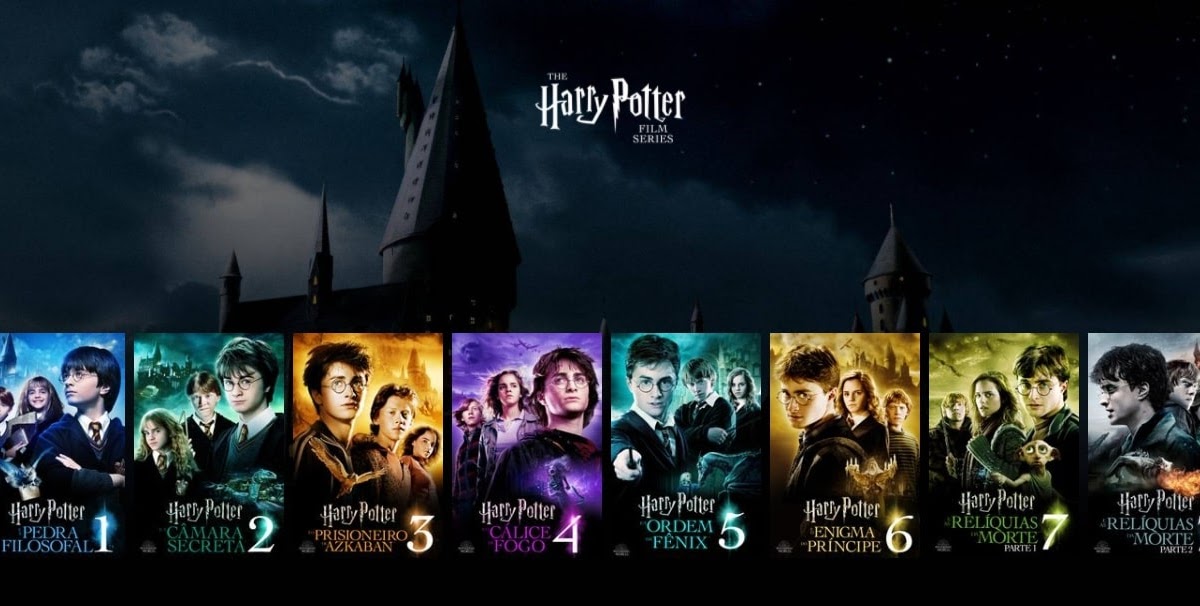 THE
Harry Potter
FILM
SERIES
Harry Potter
PEDRA
FILOSOFAL 1
Harry Potter
CÂMARA
SECRETA 2
Harry Potter
PRISIONEIRO
AZKABAN 3
Harry Potter
CÁLICE
FOGO 4
Harry Potter
ORDEM
FÊNIX 5
Harry Potter
ENIGMA
PRÍNCIPE 6
Harry Potter
RELÍQUIAS
MORTE 7
PARTE 1
Harry Potter
RELÍQUIAS
MORTE
PARTE 2